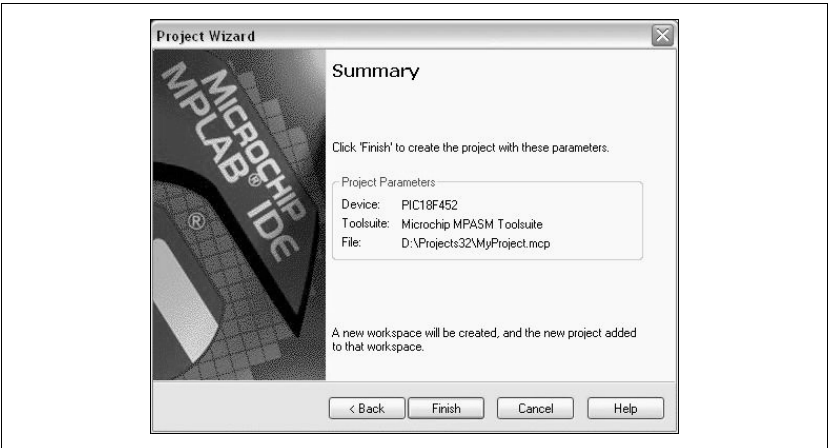 Project Wizard
MICROCHIP
MPLAB® IDE
®
Summary
Click 'Finish' to create the project with these parameters.
Project Parameters
Device: PIC18F452
Toolsuite: Microchip MPASM Toolsuite
File: D:\Projects32\MyProject.mcp
A new workspace will be created, and the new project added
to that workspace.
< Back Finish Cancel Help